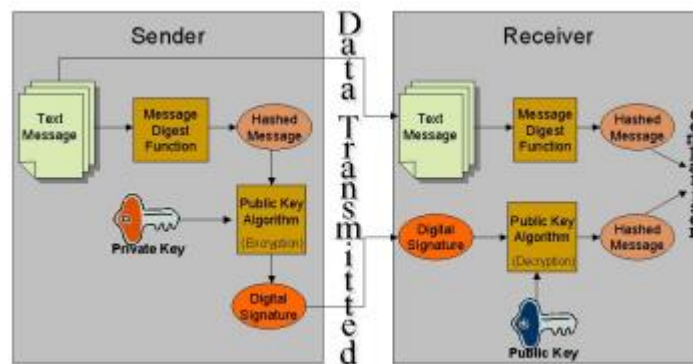 Sender
Text
Message
Message
Digest
Function
Hashed
Message
Private Key
Public Key
Algorithm
(Encryption)
Digital
Signature
Data Transmitted
Receiver
Text
Message
Message
Digest
Function
Hashed
Message
Digital
Signature
Public Key
Algorithm
(Decryption)
Hashed
Message
Public Key